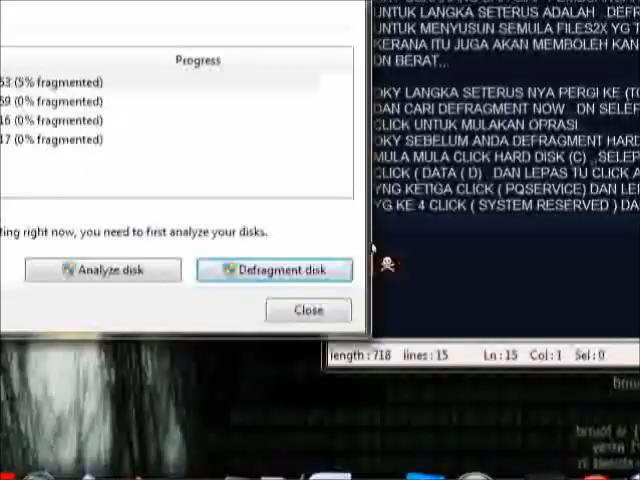 Progress
53 (5% fragmented)
59 (0% fragmented)
16 (0% fragmented)
17 (0% fragmented)
ting right now, you need to first analyze your disks.
Analyze disk
Defragment disk
Close
UNTUK LANGKA SETERUS ADALAH DEFR
UNTUK MENYUSUN SEMULA FILES2X YG T
KERANA ITU JUGA AKAN MEMBOLEH KAN
DN BERAT...
OKY LANGKA SETERUS NYA PERGI KE (TO
DAN CARI DEFRAGMENT NOW DN SELEF
CLICK UNTUK MULAKAN OPRASI
OKY SEBELUM ANDA DEFRAGMENT HARD
MULA MULA CLICK HARD DISK (C) ,,SELEP
CLICK ( DATA ( D) DAN LEPAS TU CLICK A
YNG KETIGA CLICK ( PQSERVICE) DAN LE
YG KE 4 CLICK ( SYSTEM RESERVED ) DA
length:718 lines:15 Ln:15 Col:1 Sel:0